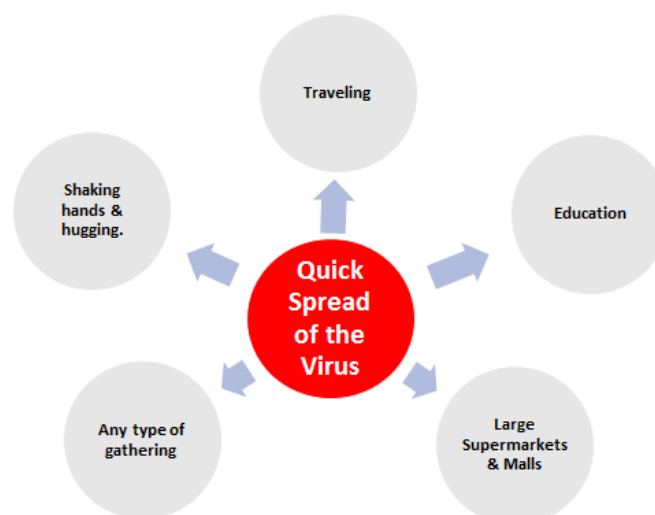 Traveling
Shaking
hands &
hugging.
Education
Quick
Spread
of the
Virus
Any type of
gathering
Large
Supermarkets
& Malls